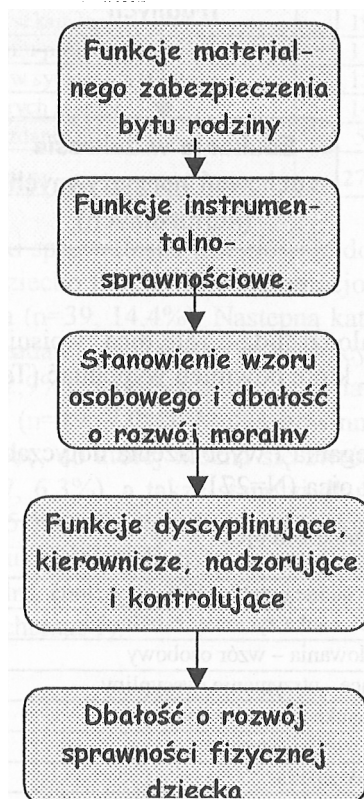 Funkcje material-
nego zabezpieczenia
bytu rodziny
Funkcje instrumen-
talno-
sprawnościowe.
Stanowienie wzoru
osobowego i dbałość
o rozwój moralny
Funkcje dyscyplinujące,
kierownicze, nadzorujące
i kontrolujące
Dbałość o rozwój
sprawności fizycznej
dziecka